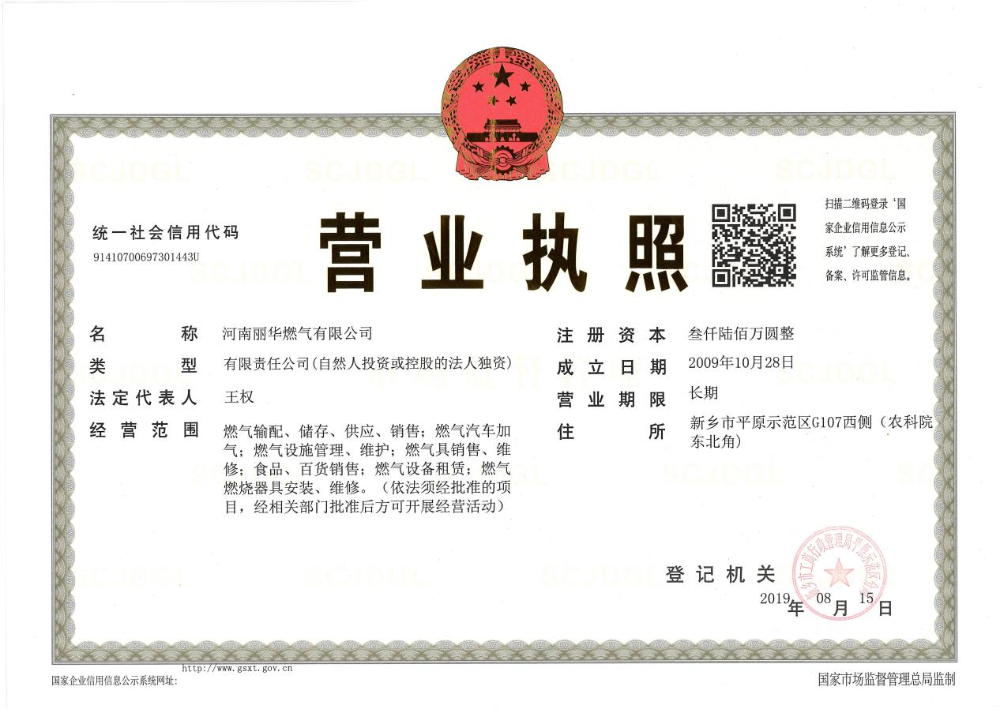 统一社会信用代码
91410700697301443U
营业执照
扫描二维码登录‘国
家企业信用信息公示
系统’了解更多登记、
备案、许可监管信息。
名称 河南丽华燃气有限公司
类型 有限责任公司(自然人投资或控股的法人独资)
法定代表人 王权
经营范围 燃气输配、储存、供应、销售；燃气汽车加
气；燃气设施管理、维护；燃气具销售、维
修；食品、百货销售；燃气设备租赁；燃气
燃烧器具安装、维修。（依法须经批准的项
目，经相关部门批准后方可开展经营活动）
注册资本 叁仟陆佰万圆整
成立日期 2009年10月28日
营业期限 长期
住所 新乡市平原示范区G107西侧（农科院
东北角)
登记机关
新乡市工商行政管理局平原示范区分局
2019年08月15日
http://www.gsxt.gov.cn
国家企业信用信息公示系统网址:
国家市场监督管理总局监制
SCJDGL
市场监督管理